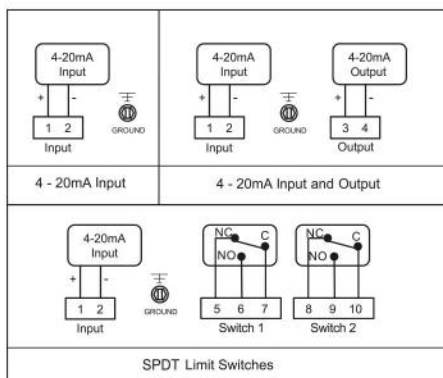 4-20mA
Input
+ -
1 2
Input
GROUND
4 - 20mA Input
4-20mA
Input
+ -
1 2
Input
GROUND
4-20mA
Output
+ -
3 4
Output
4 - 20mA Input and Output
4-20mA
Input
+ -
1 2
Input
GROUND
NC C
NO
5 6 7
Switch 1
NC C
NO
8 9 10
Switch 2
SPDT Limit Switches